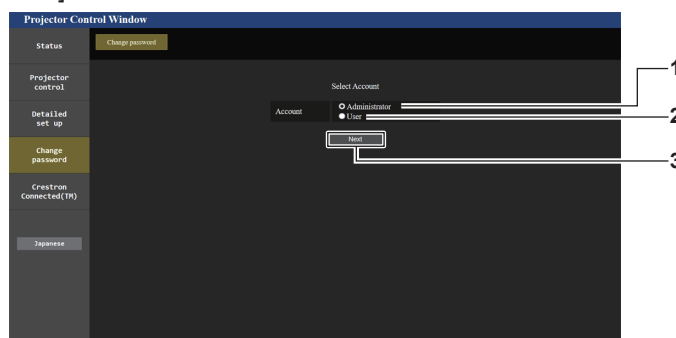 Projector Control Window
Status
Change password
Projector
control
Select Account
1
Account
Administrator
User
2
Detailed
set up
Next
3
Change
password
Crestron
Connected(TM)
Japanese